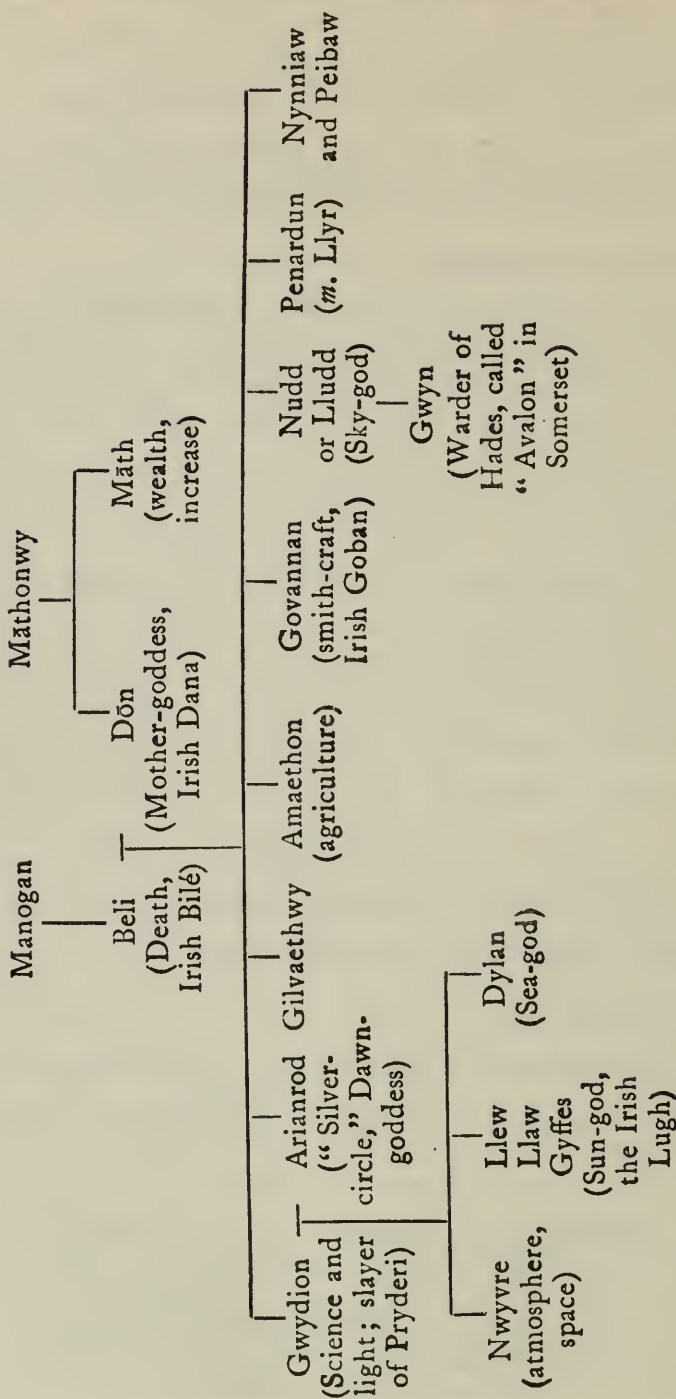 Manogan
Māthonwy
Beli
(Death,
Irish Bilé)
Dōn
(Mother-goddess,
Irish Dana)
Māth
(wealth,
increase)
Gwydion
(Science and
light; slayer
of Pryderi)
Arianrod
(“ Silver-
circle,” Dawn-
goddess)
Gilvaethwy
Amaethon
(agriculture)
Govannan
(smith-craft,
Irish Goban)
Nudd
or Lludd
(Sky-god)
Penardun
(m. Llyr)
Nynniaw
and Peibaw
Nwyvre
(atmosphere,
space)
Llew
Llaw
Gyffes
(Sun-god,
the Irish
Lugh)
Dylan
(Sea-god)
Gwyn
(Warder of
Hades, called
“ Avalon ” in
Somerset)